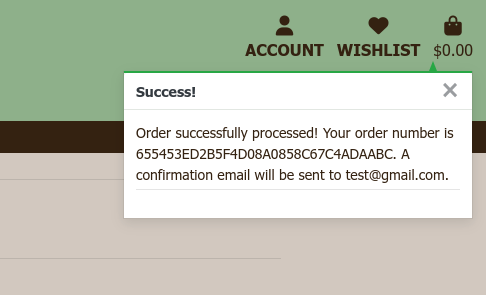 ACCOUNT WISHLIST $0.00
Success!
Order successfully processed! Your order number is
655453ED2B5F4D08A0858C67C4ADAABC. A
confirmation email will be sent to test@gmail.com.